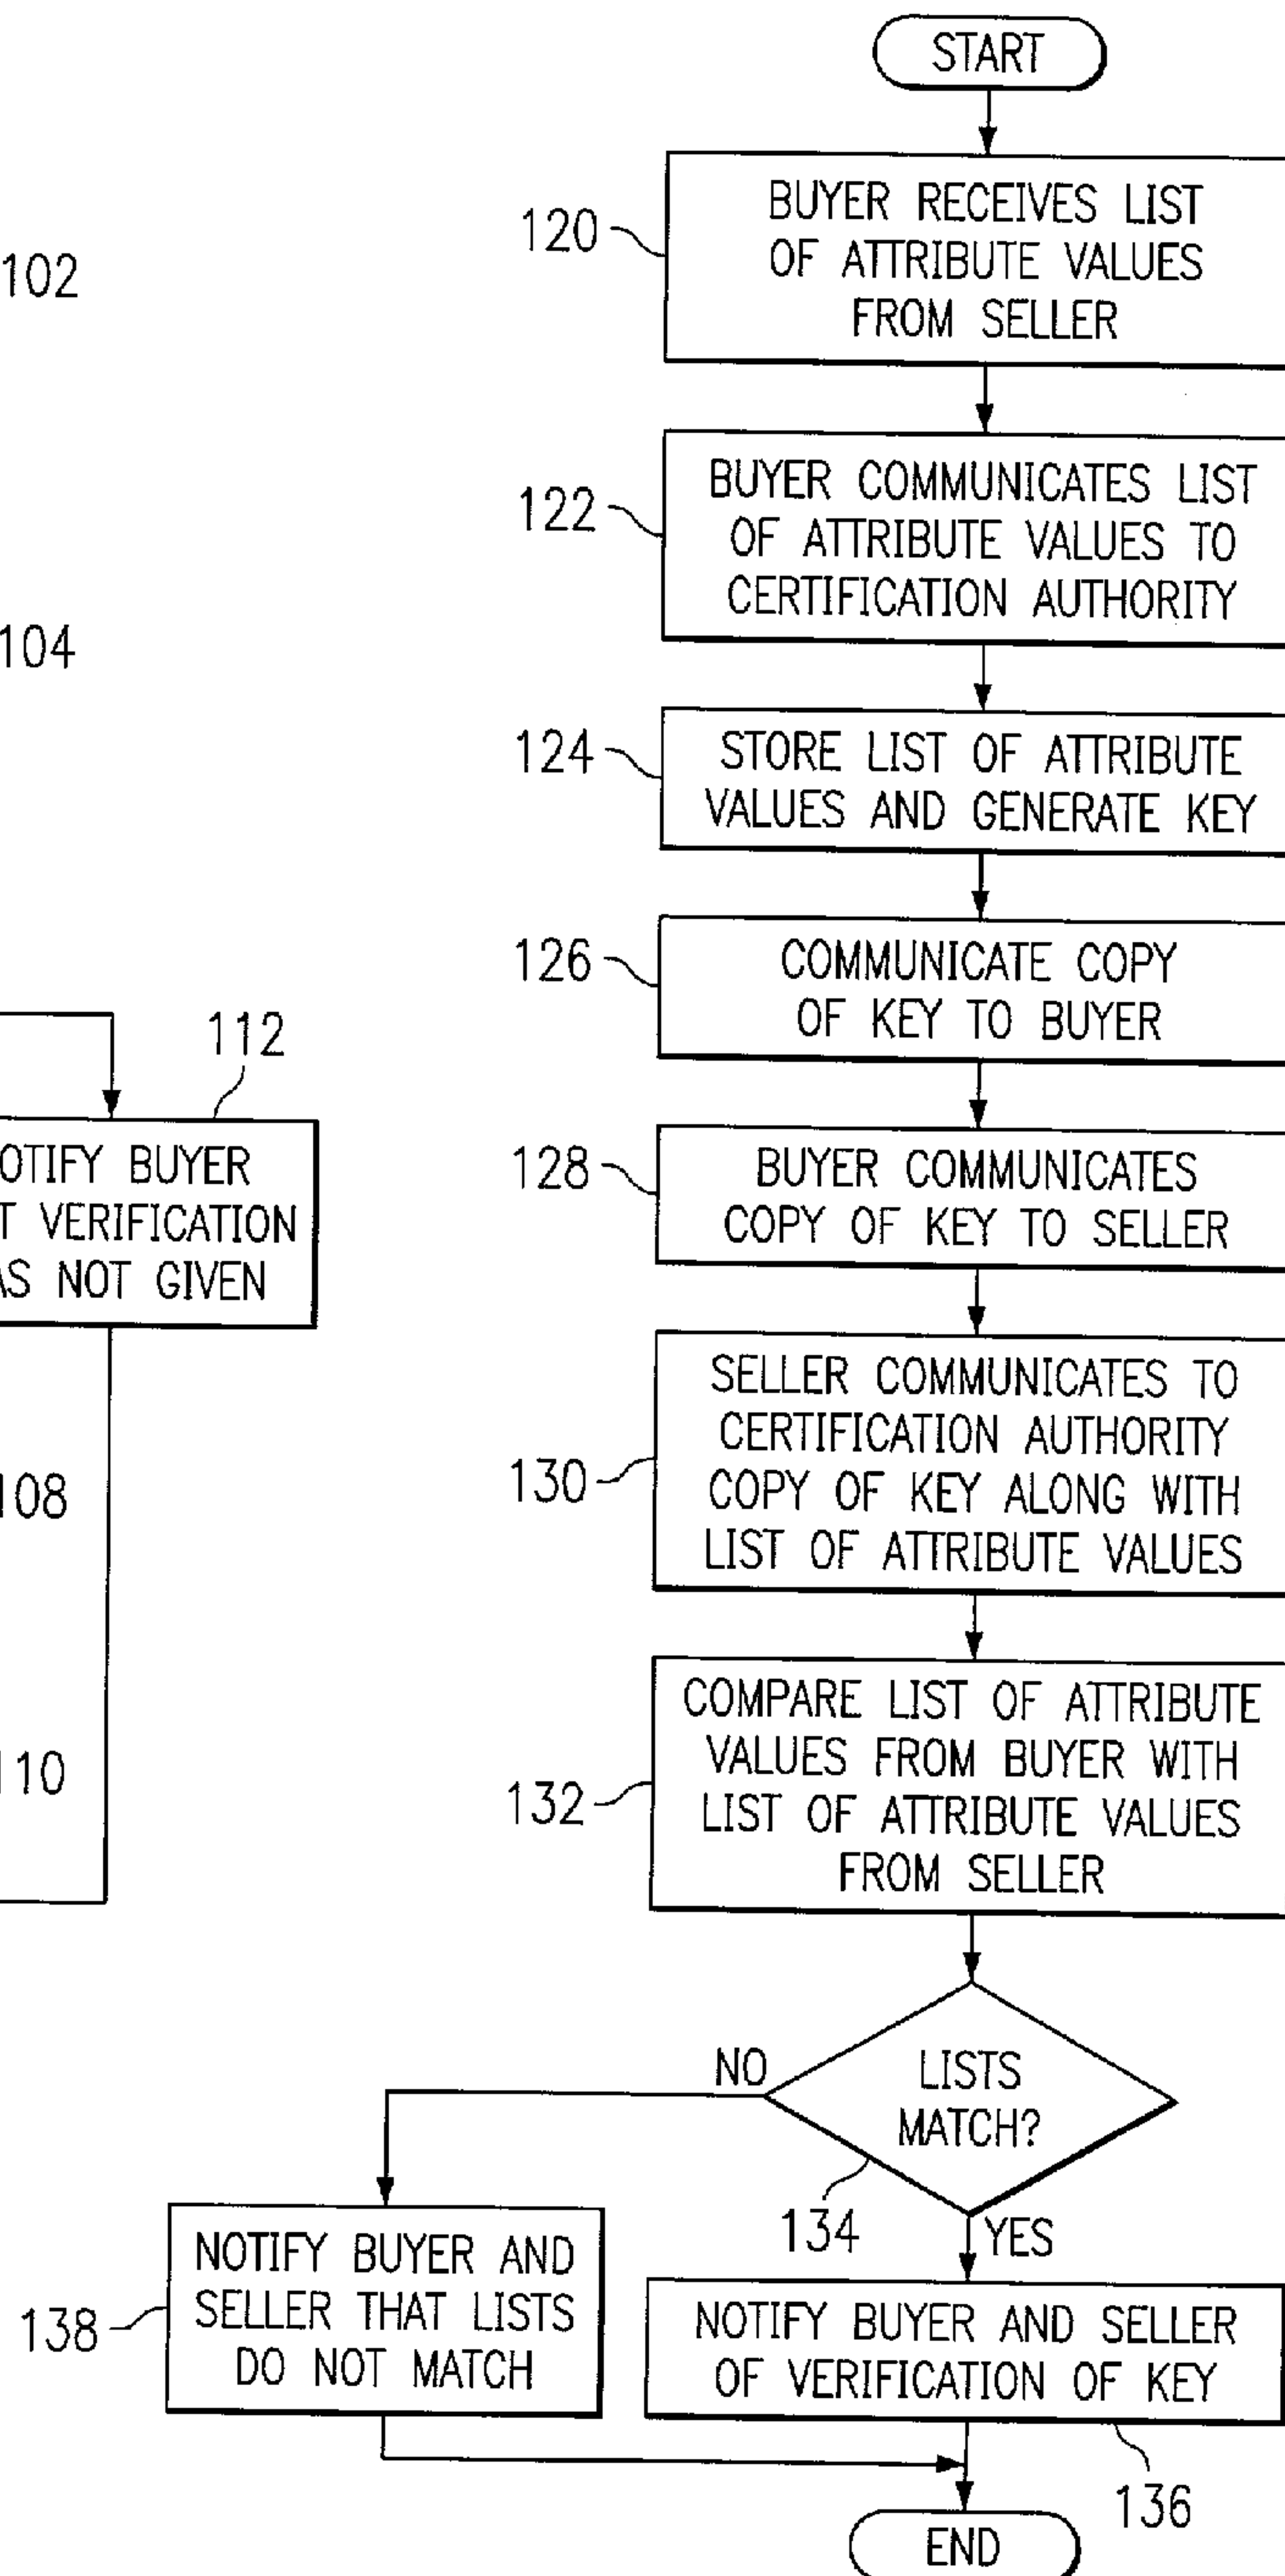 START
120
BUYER RECEIVES LIST
OF ATTRIBUTE VALUES
FROM SELLER
102
122
BUYER COMMUNICATES LIST
OF ATTRIBUTE VALUES TO
CERTIFICATION AUTHORITY
104
124
STORE LIST OF ATTRIBUTE
VALUES AND GENERATE KEY
126
COMMUNICATE COPY
OF KEY TO BUYER
112
BUYER
VERIFICATION
NOT GIVEN
128
BUYER COMMUNICATES
COPY OF KEY TO SELLER
108
130
SELLER COMMUNICATES TO
CERTIFICATION AUTHORITY
COPY OF KEY ALONG WITH
LIST OF ATTRIBUTE VALUES
110
132
COMPARE LIST OF ATTRIBUTE
VALUES FROM BUYER WITH
LIST OF ATTRIBUTE VALUES
FROM SELLER
NO
LISTS
MATCH?
134
YES
138
NOTIFY BUYER AND
SELLER THAT LISTS
DO NOT MATCH
NOTIFY BUYER AND SELLER
OF VERIFICATION OF KEY
136
END